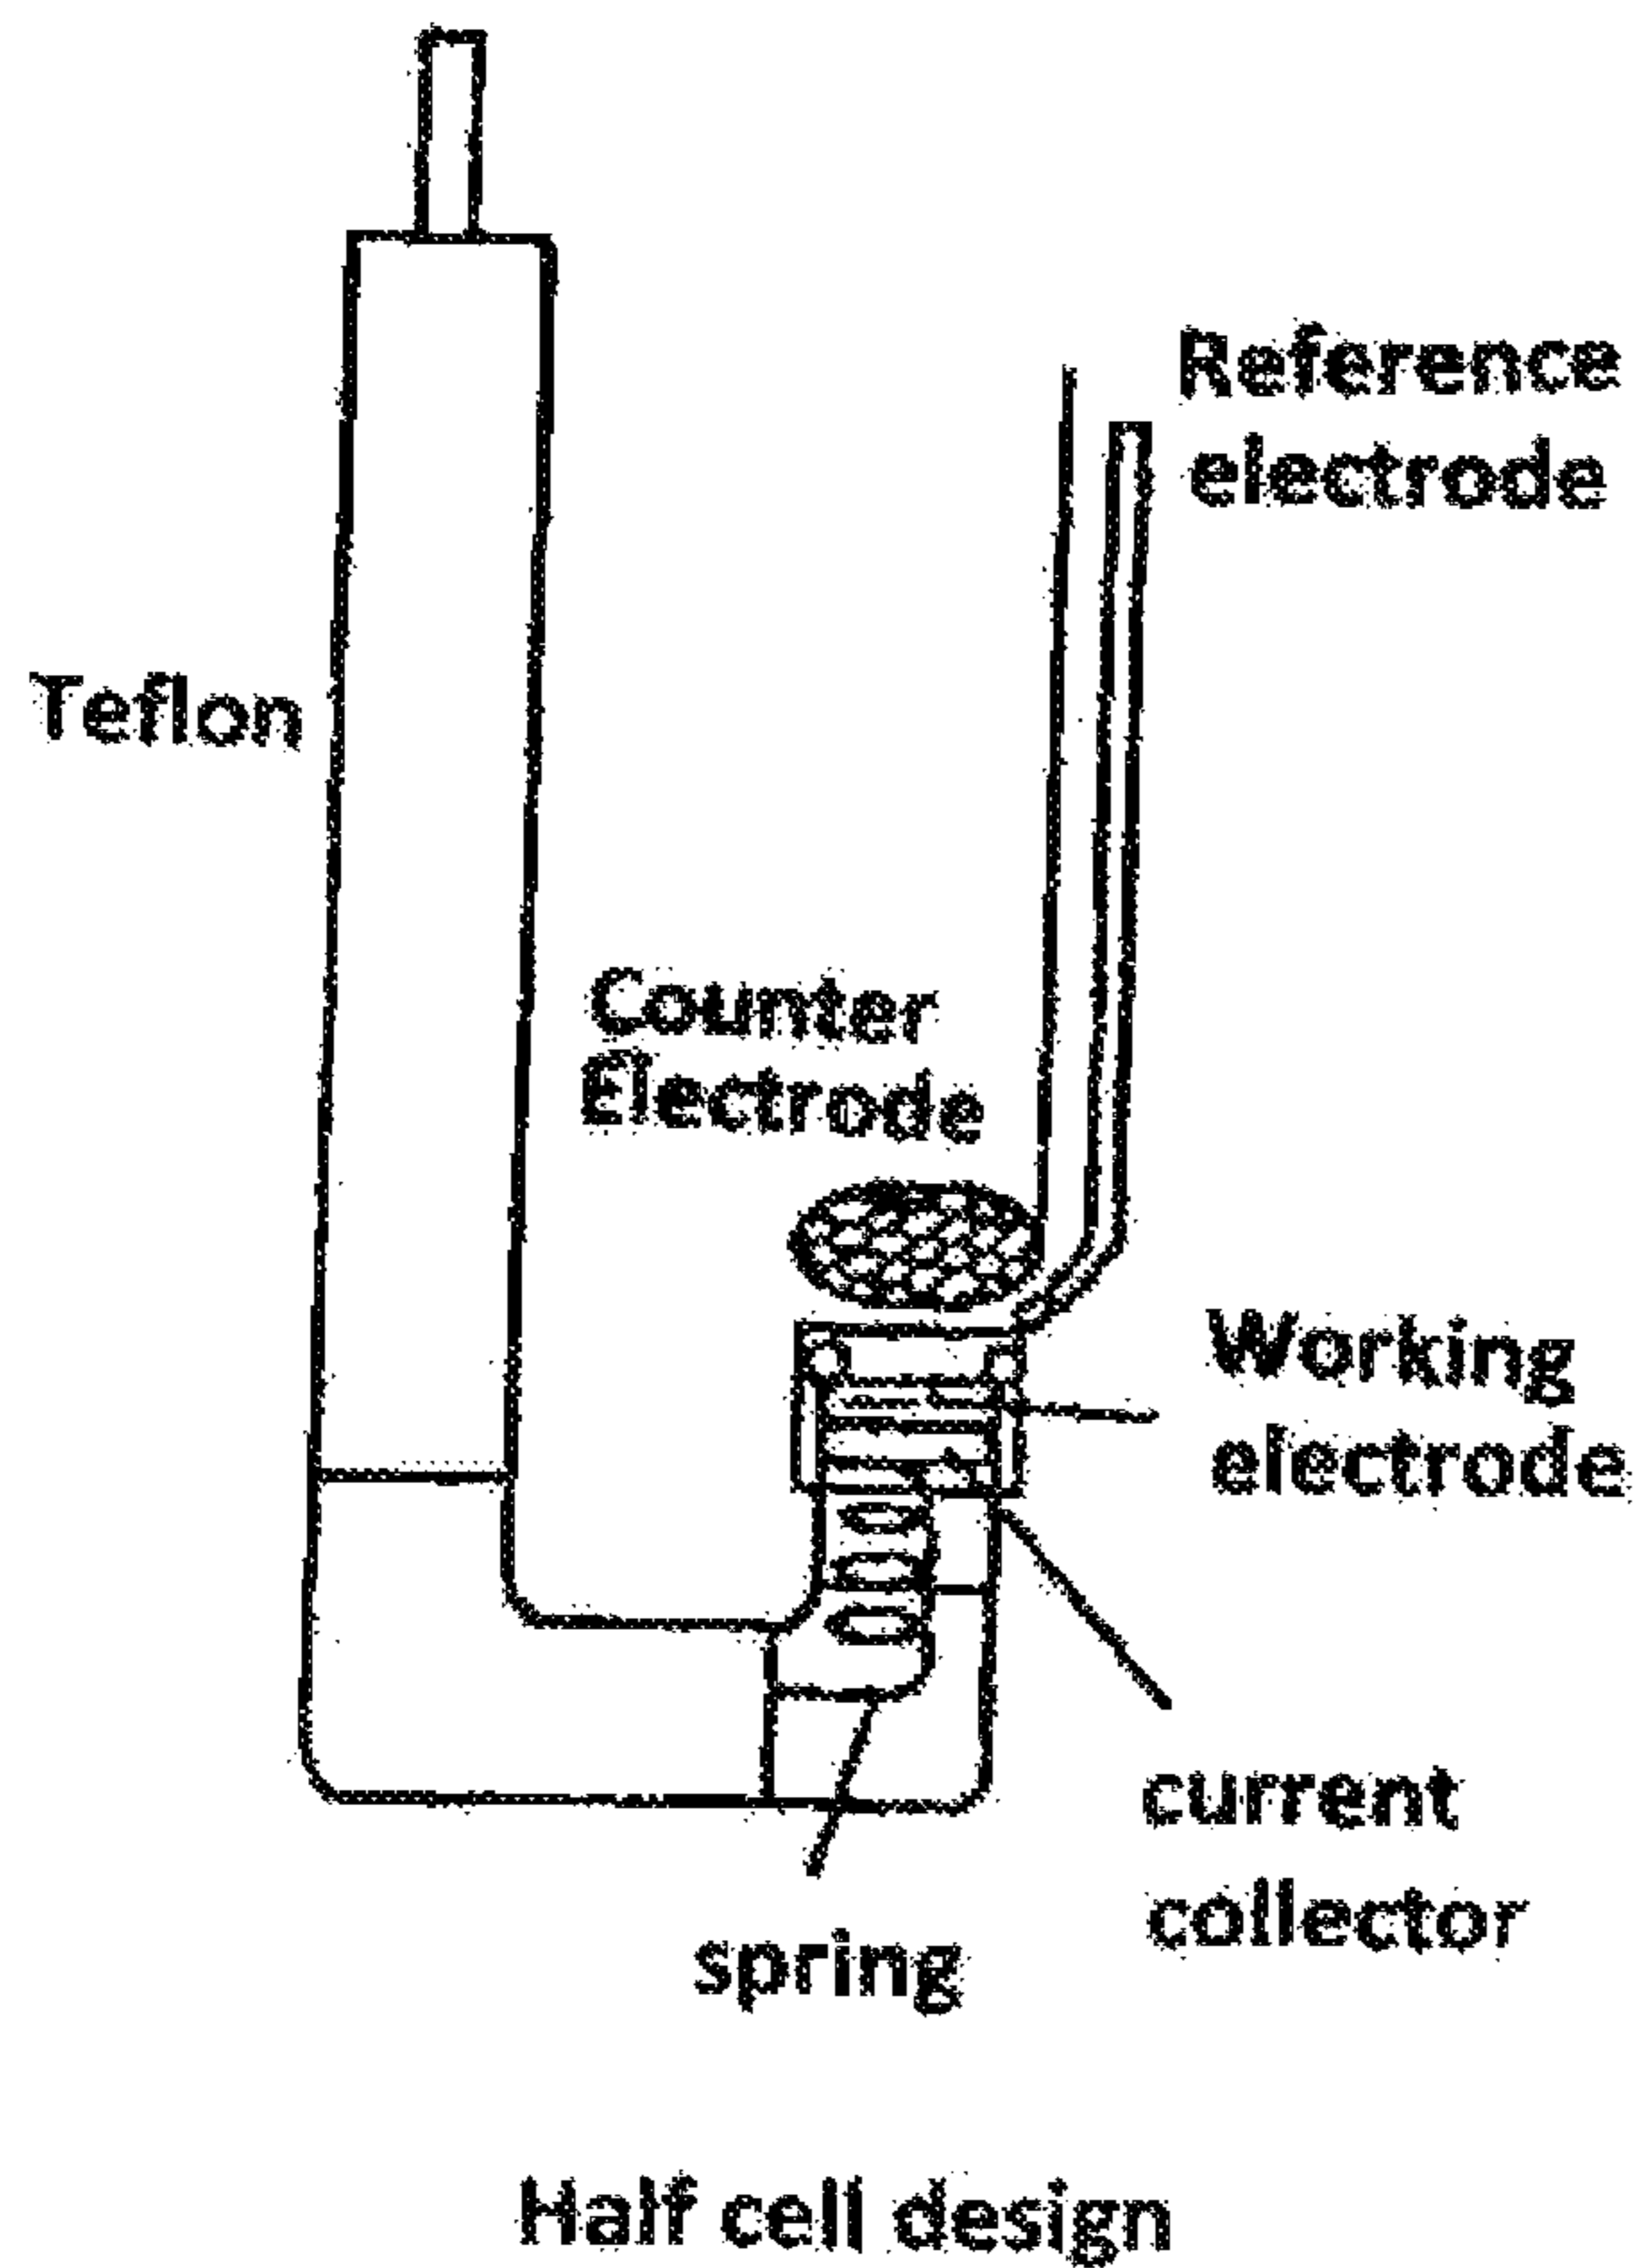 Reference
electrode
Teflon
Counter
Electrode
Working
electrode
current
collector
spring
Half cell design